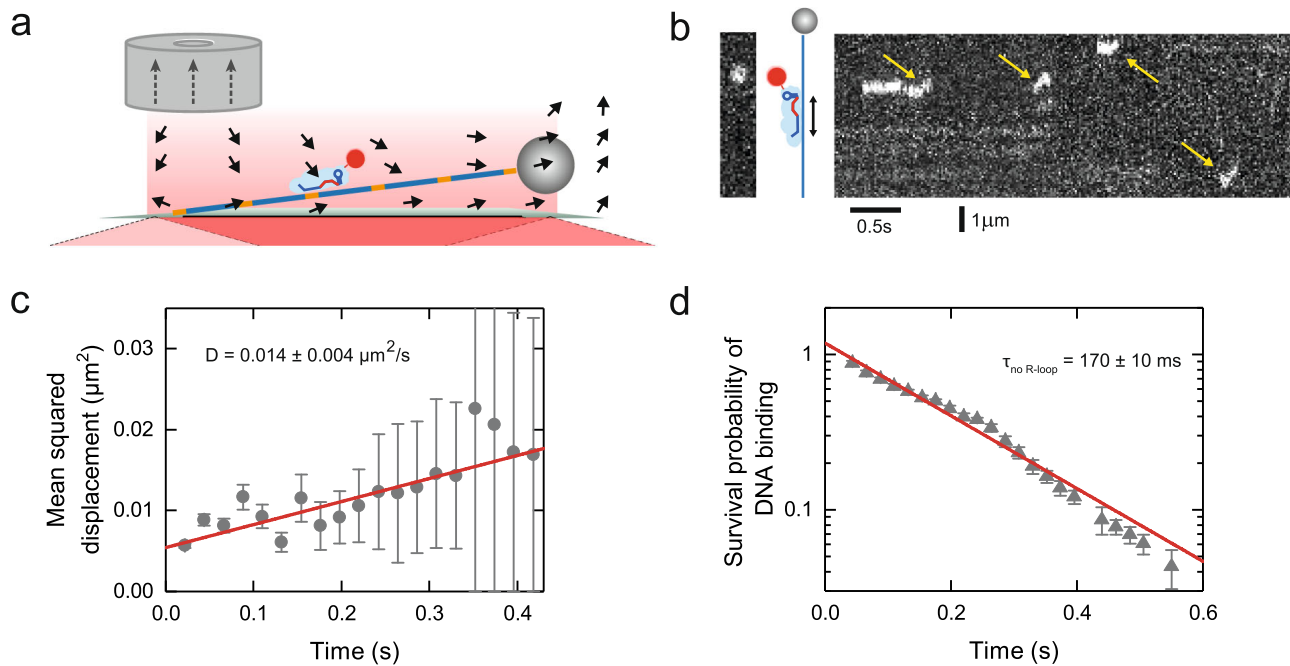 a
b
0.5s
1μm
c
Mean squared
displacement (μm²)
0.03
0.02
0.01
0.00
D = 0.014 ± 0.004 μm²/s
0.0
0.1
0.2
0.3
0.4
Time (s)
d
Survival probability of
DNA binding
1
0.1
τno R-loop = 170 ± 10 ms
0.0
0.2
0.4
0.6
Time (s)